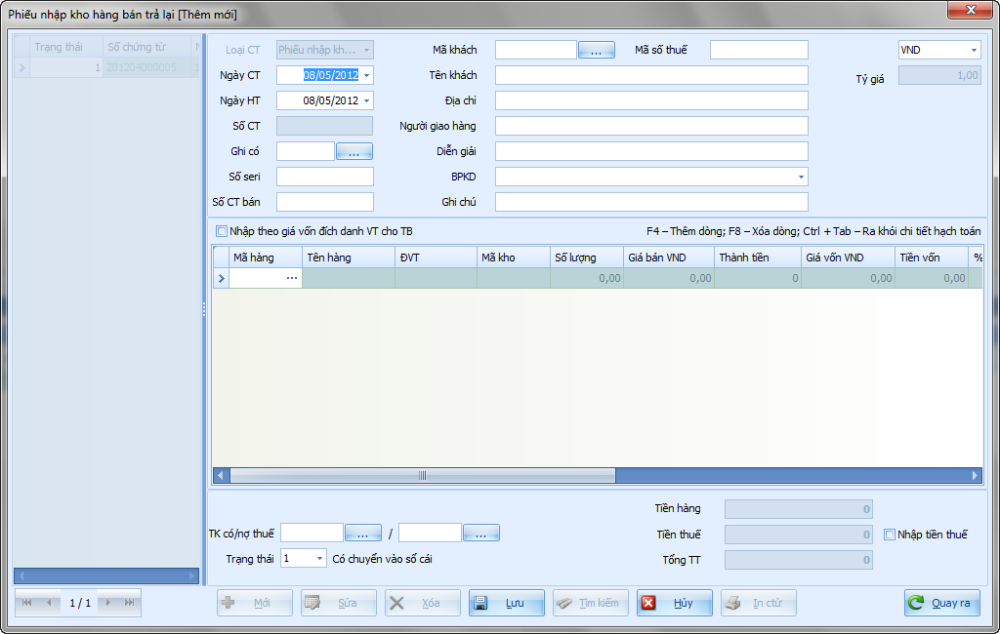 Phiếu nhập kho hàng bán trả lại [Thêm mới]
Trạng thái Số chứng từ N
1 201204000005 1
Loại CT Phiếu nhập kh... Mã khách ... Mã số thuế VND
Ngày CT 08/05/2012 Tên khách Tỷ giá 1,00
Ngày HT 08/05/2012 Địa chỉ
Số CT Người giao hàng
Ghi có ... Diễn giải
Số seri BPKD
Số CT bán Ghi chú
Nhập theo giá vốn đích danh VT cho TB F4 – Thêm dòng; F8 – Xóa dòng; Ctrl + Tab – Ra khỏi chi tiết hạch toán
Mã hàng Tên hàng ĐVT Mã kho Số lượng Giá bán VND Thành tiền Giá vốn VND Tiền vốn %
... 0,00 0,00 0 0,00 0,00
Tiền hàng 0
TK có/nợ thuế ... / ... Tiền thuế 0 Nhập tiền thuế
Trạng thái 1 Có chuyển vào sổ cái Tổng TT 0
1 / 1 Mới Sửa Xóa Lưu Tìm kiếm Hủy In ctừ Quay ra